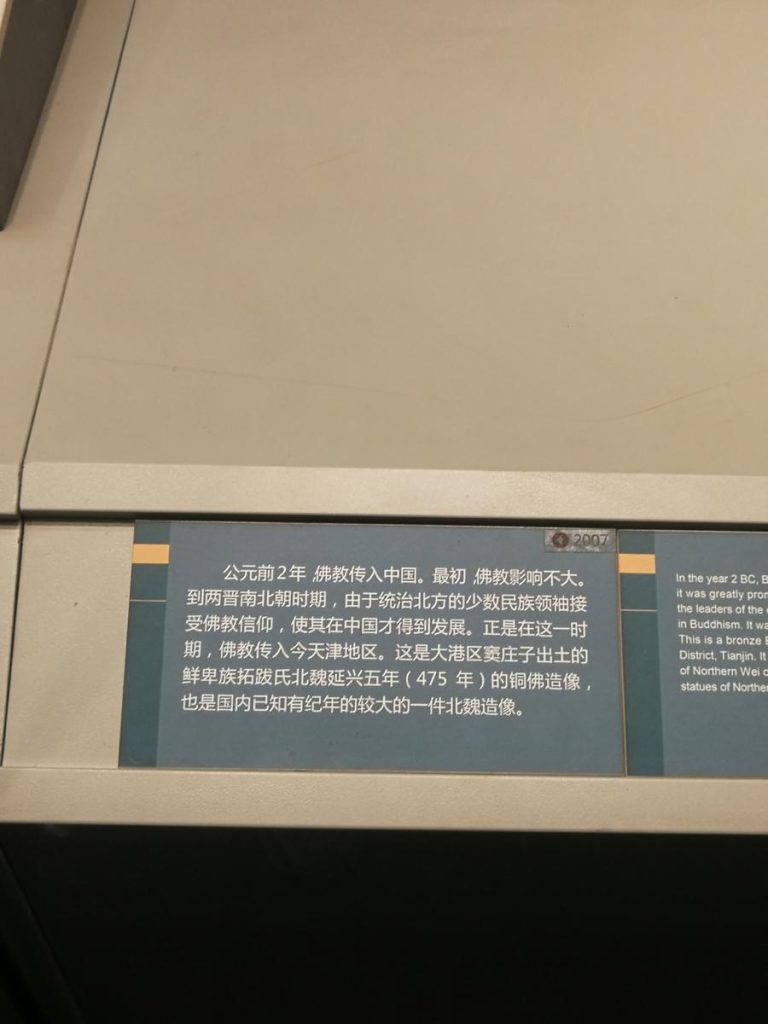 2007
公元前2年,佛教传入中国。最初,佛教影响不大。
到两晋南北朝时期，由于统治北方的少数民族领袖接
受佛教信仰，使其在中国才得到发展。正是在这一时
期，佛教传入今天津地区。这是大港区窦庄子出土的
鲜卑族拓跋氏北魏延兴五年（475 年）的铜佛造像，
也是国内已知有纪年的较大的一件北魏造像。
In the year 2 BC, B
it was greatly pron
the leaders of the
in Buddhism. It wa
This is a bronze
District, Tianjin. It
of Northern Wei
statues of Northe